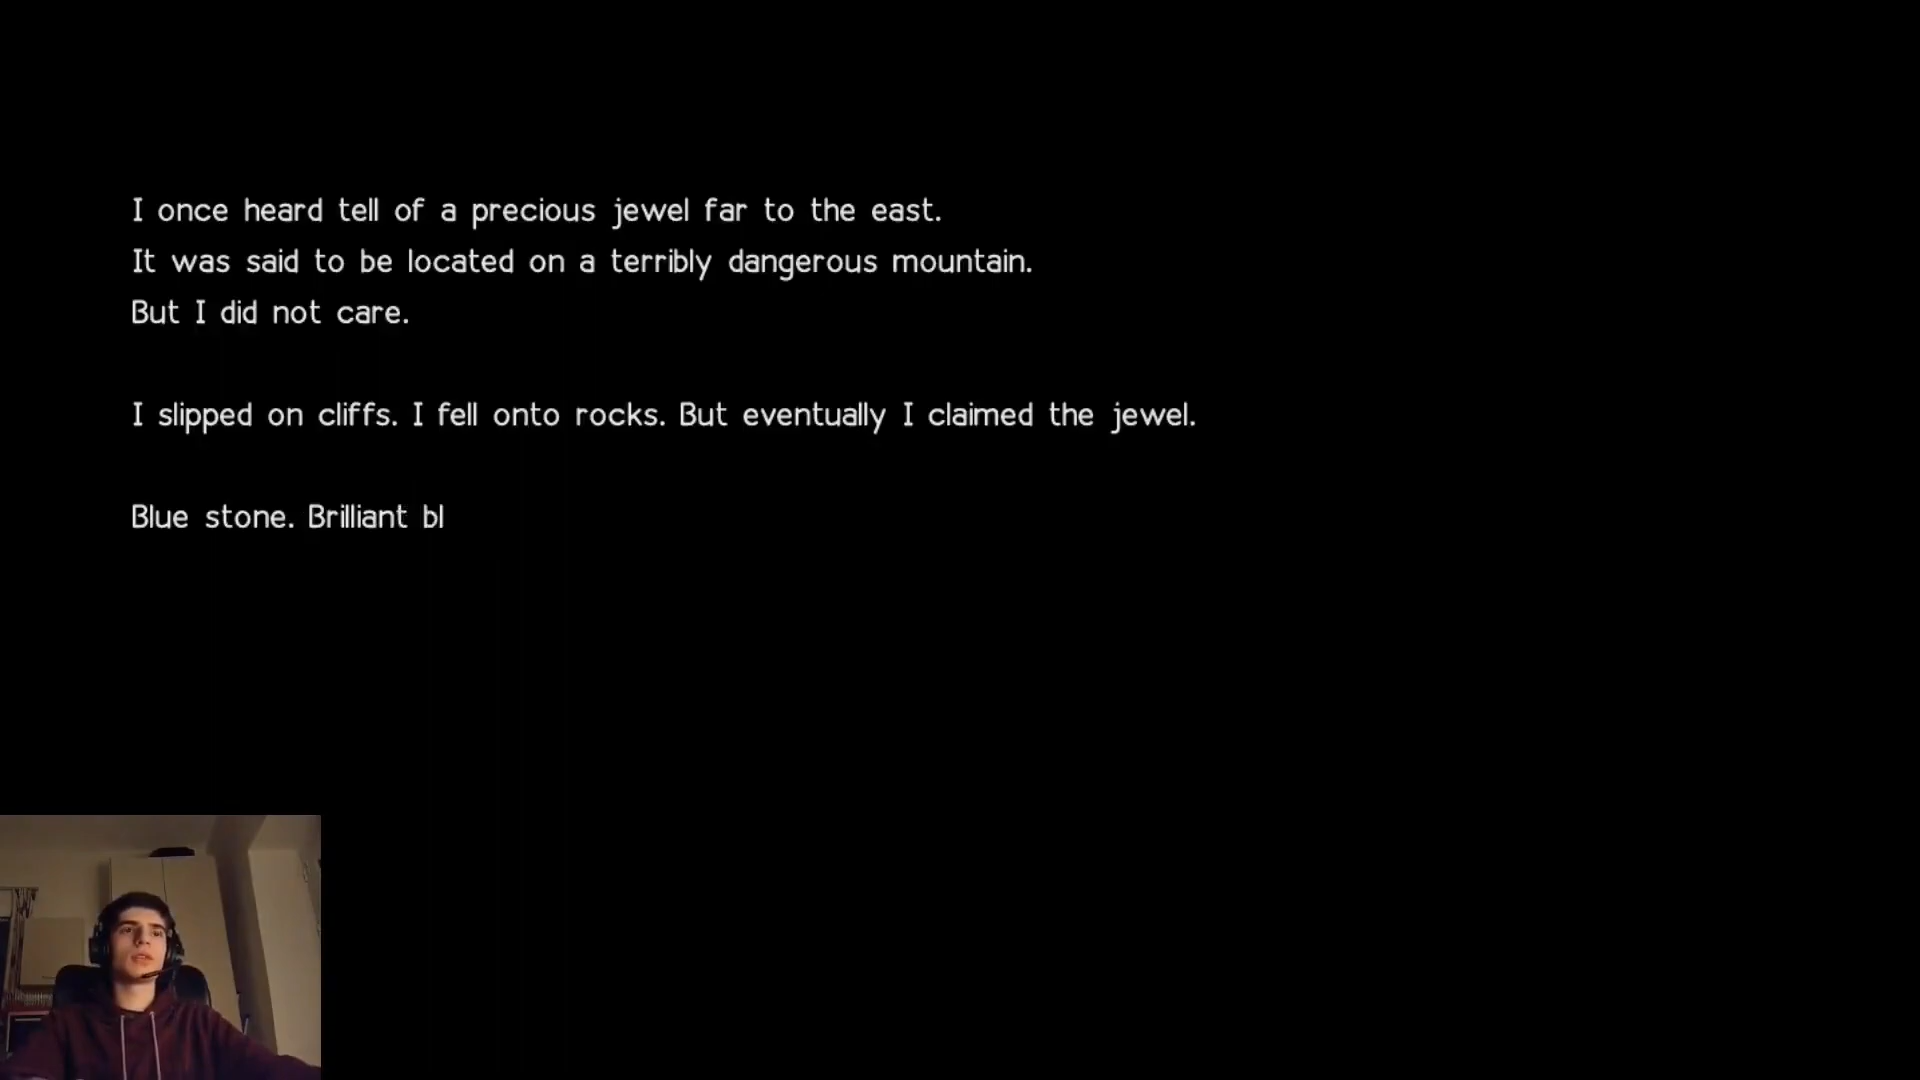 I once heard tell of a precious jewel far to the east.
It was said to be located on a terribly dangerous mountain.
But I did not care.
I slipped on cliffs. I fell onto rocks. But eventually I claimed the jewel.
Blue stone. Brilliant bl